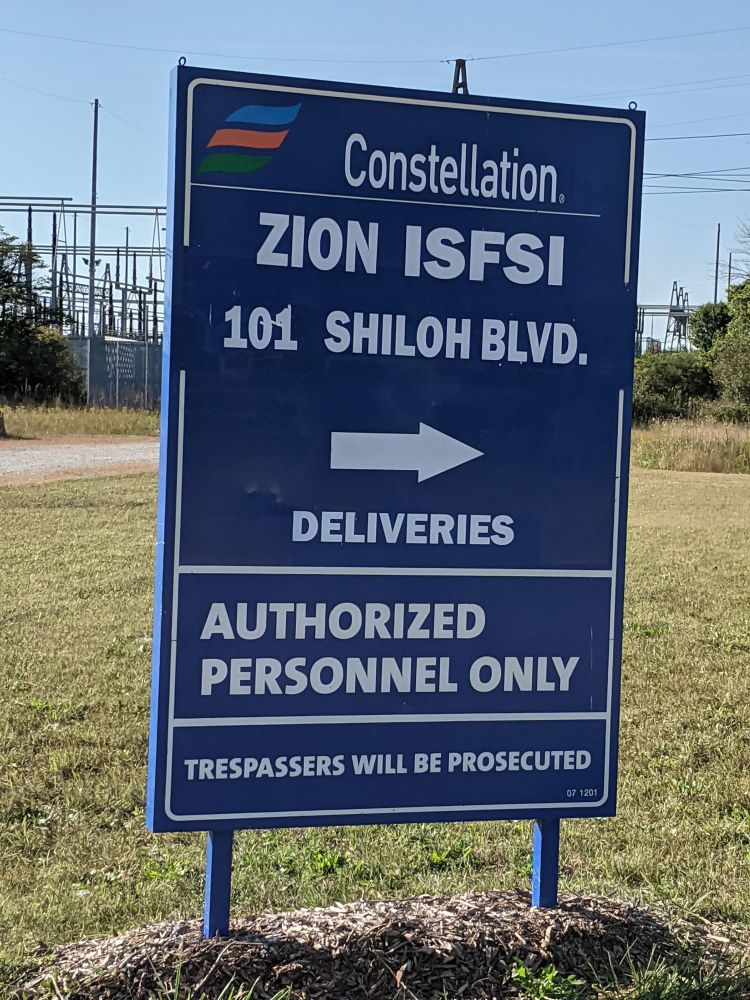 Constellation®
ZION ISFSI
101 SHILOH BLVD.
DELIVERIES
AUTHORIZED
PERSONNEL ONLY
TRESPASSERS WILL BE PROSECUTED
07 1201